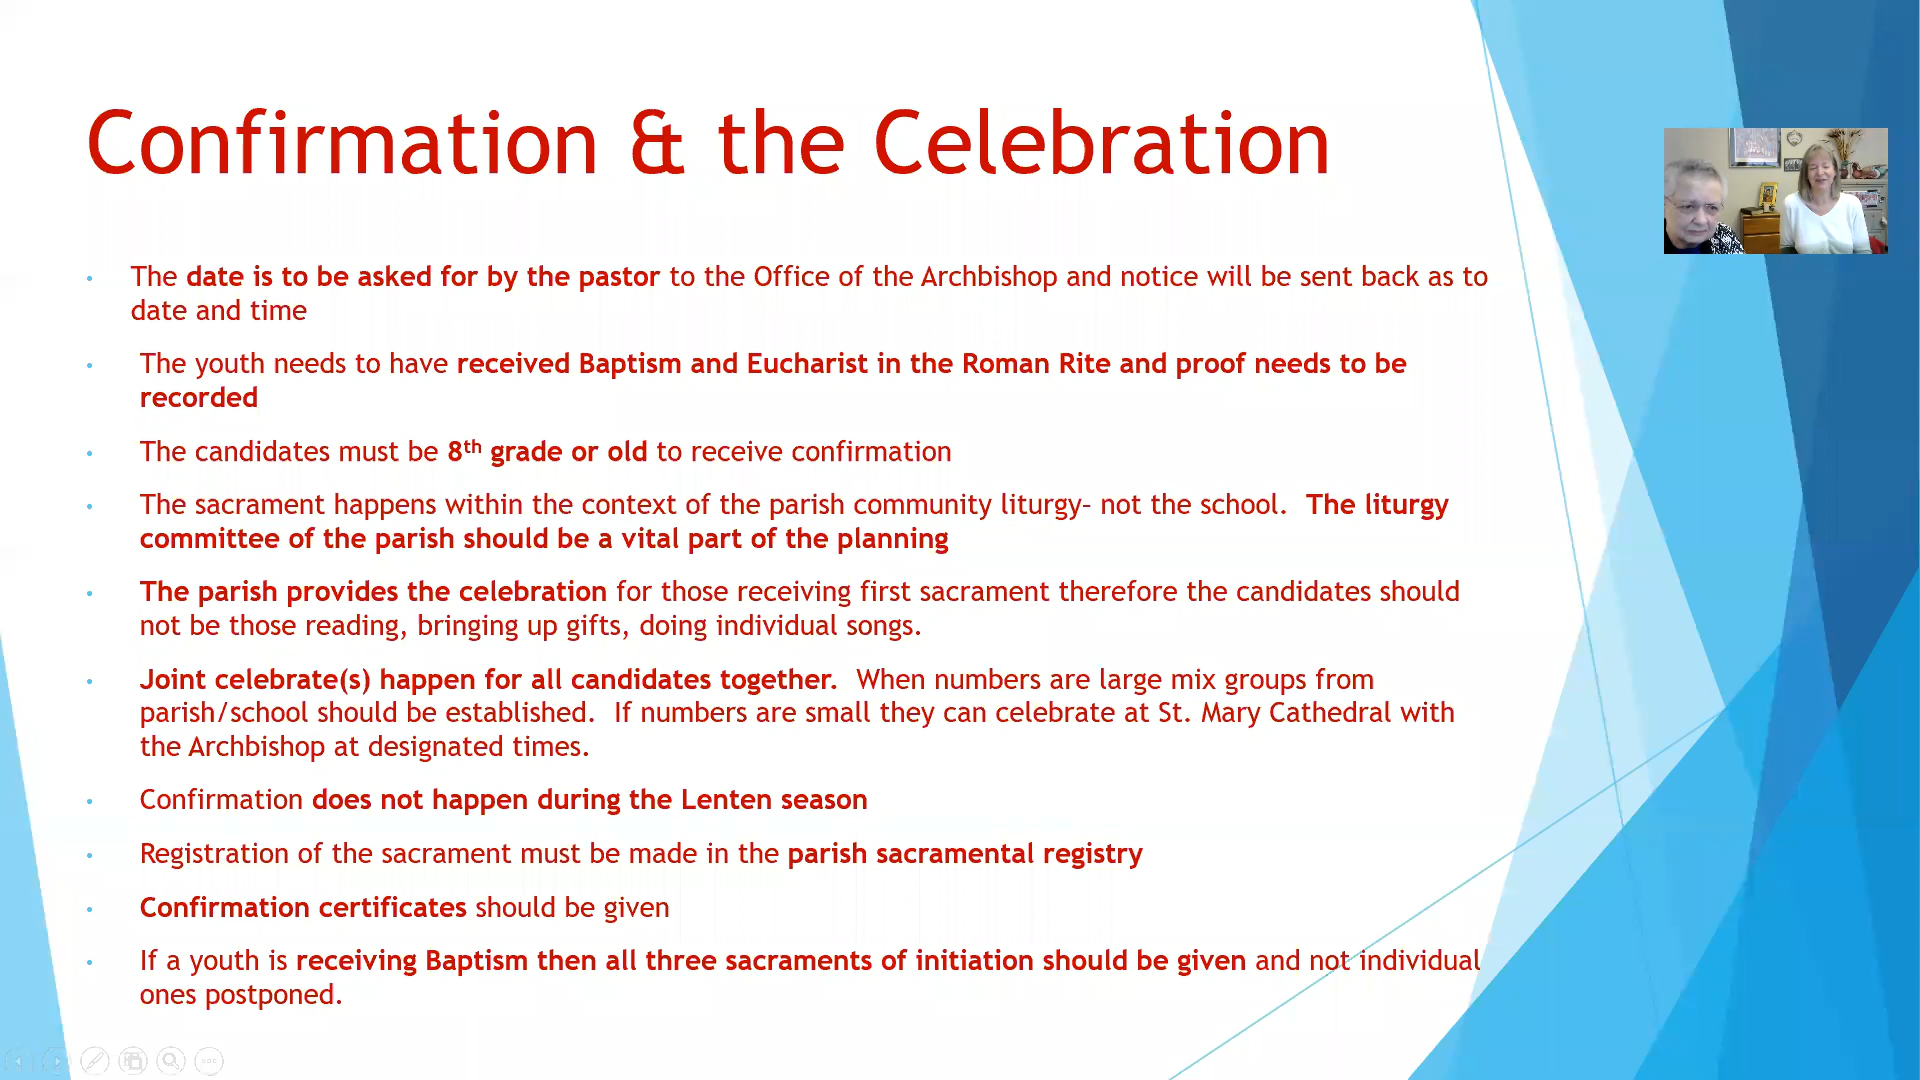 Confirmation & the Celebration
• The date is to be asked for by the pastor to the Office of the Archbishop and notice will be sent back as to
date and time
• The youth needs to have received Baptism and Eucharist in the Roman Rite and proof needs to be
recorded
• The candidates must be 8th grade or old to receive confirmation
• The sacrament happens within the context of the parish community liturgy– not the school. The liturgy
committee of the parish should be a vital part of the planning
• The parish provides the celebration for those receiving first sacrament therefore the candidates should
not be those reading, bringing up gifts, doing individual songs.
• Joint celebrate(s) happen for all candidates together. When numbers are large mix groups from
parish/school should be established. If numbers are small they can celebrate at St. Mary Cathedral with
the Archbishop at designated times.
• Confirmation does not happen during the Lenten season
• Registration of the sacrament must be made in the parish sacramental registry
• Confirmation certificates should be given
• If a youth is receiving Baptism then all three sacraments of initiation should be given and not individual
ones postponed.